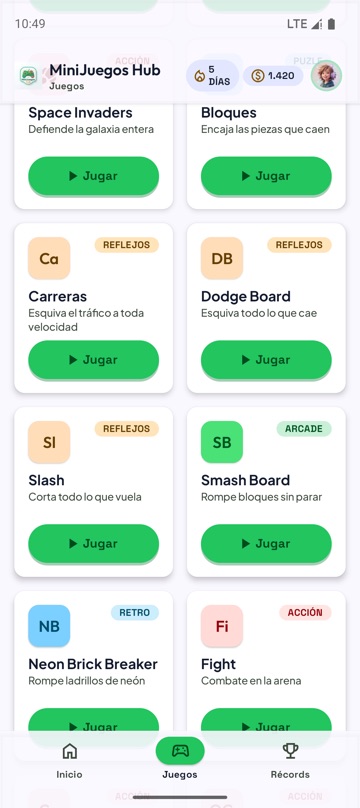 10:49
LTE
ACCIÓN
PUZLE
MiniJuegos Hub
Juegos
5
DÍAS
1.420
Space Invaders
Defiende la galaxia entera
Jugar
Bloques
Encaja las piezas que caen
Jugar
Ca
REFLEJOS
Carreras
Esquiva el tráfico a toda
velocidad
Jugar
DB
REFLEJOS
Dodge Board
Esquiva todo lo que cae
Jugar
Sl
REFLEJOS
Slash
Corta todo lo que vuela
Jugar
SB
ARCADE
Smash Board
Rompe bloques sin parar
Jugar
NB
RETRO
Neon Brick Breaker
Rompe ladrillos de neón
Jugar
Fi
ACCIÓN
Fight
Combate en la arena
Jugar
Inicio
Juegos
Récords